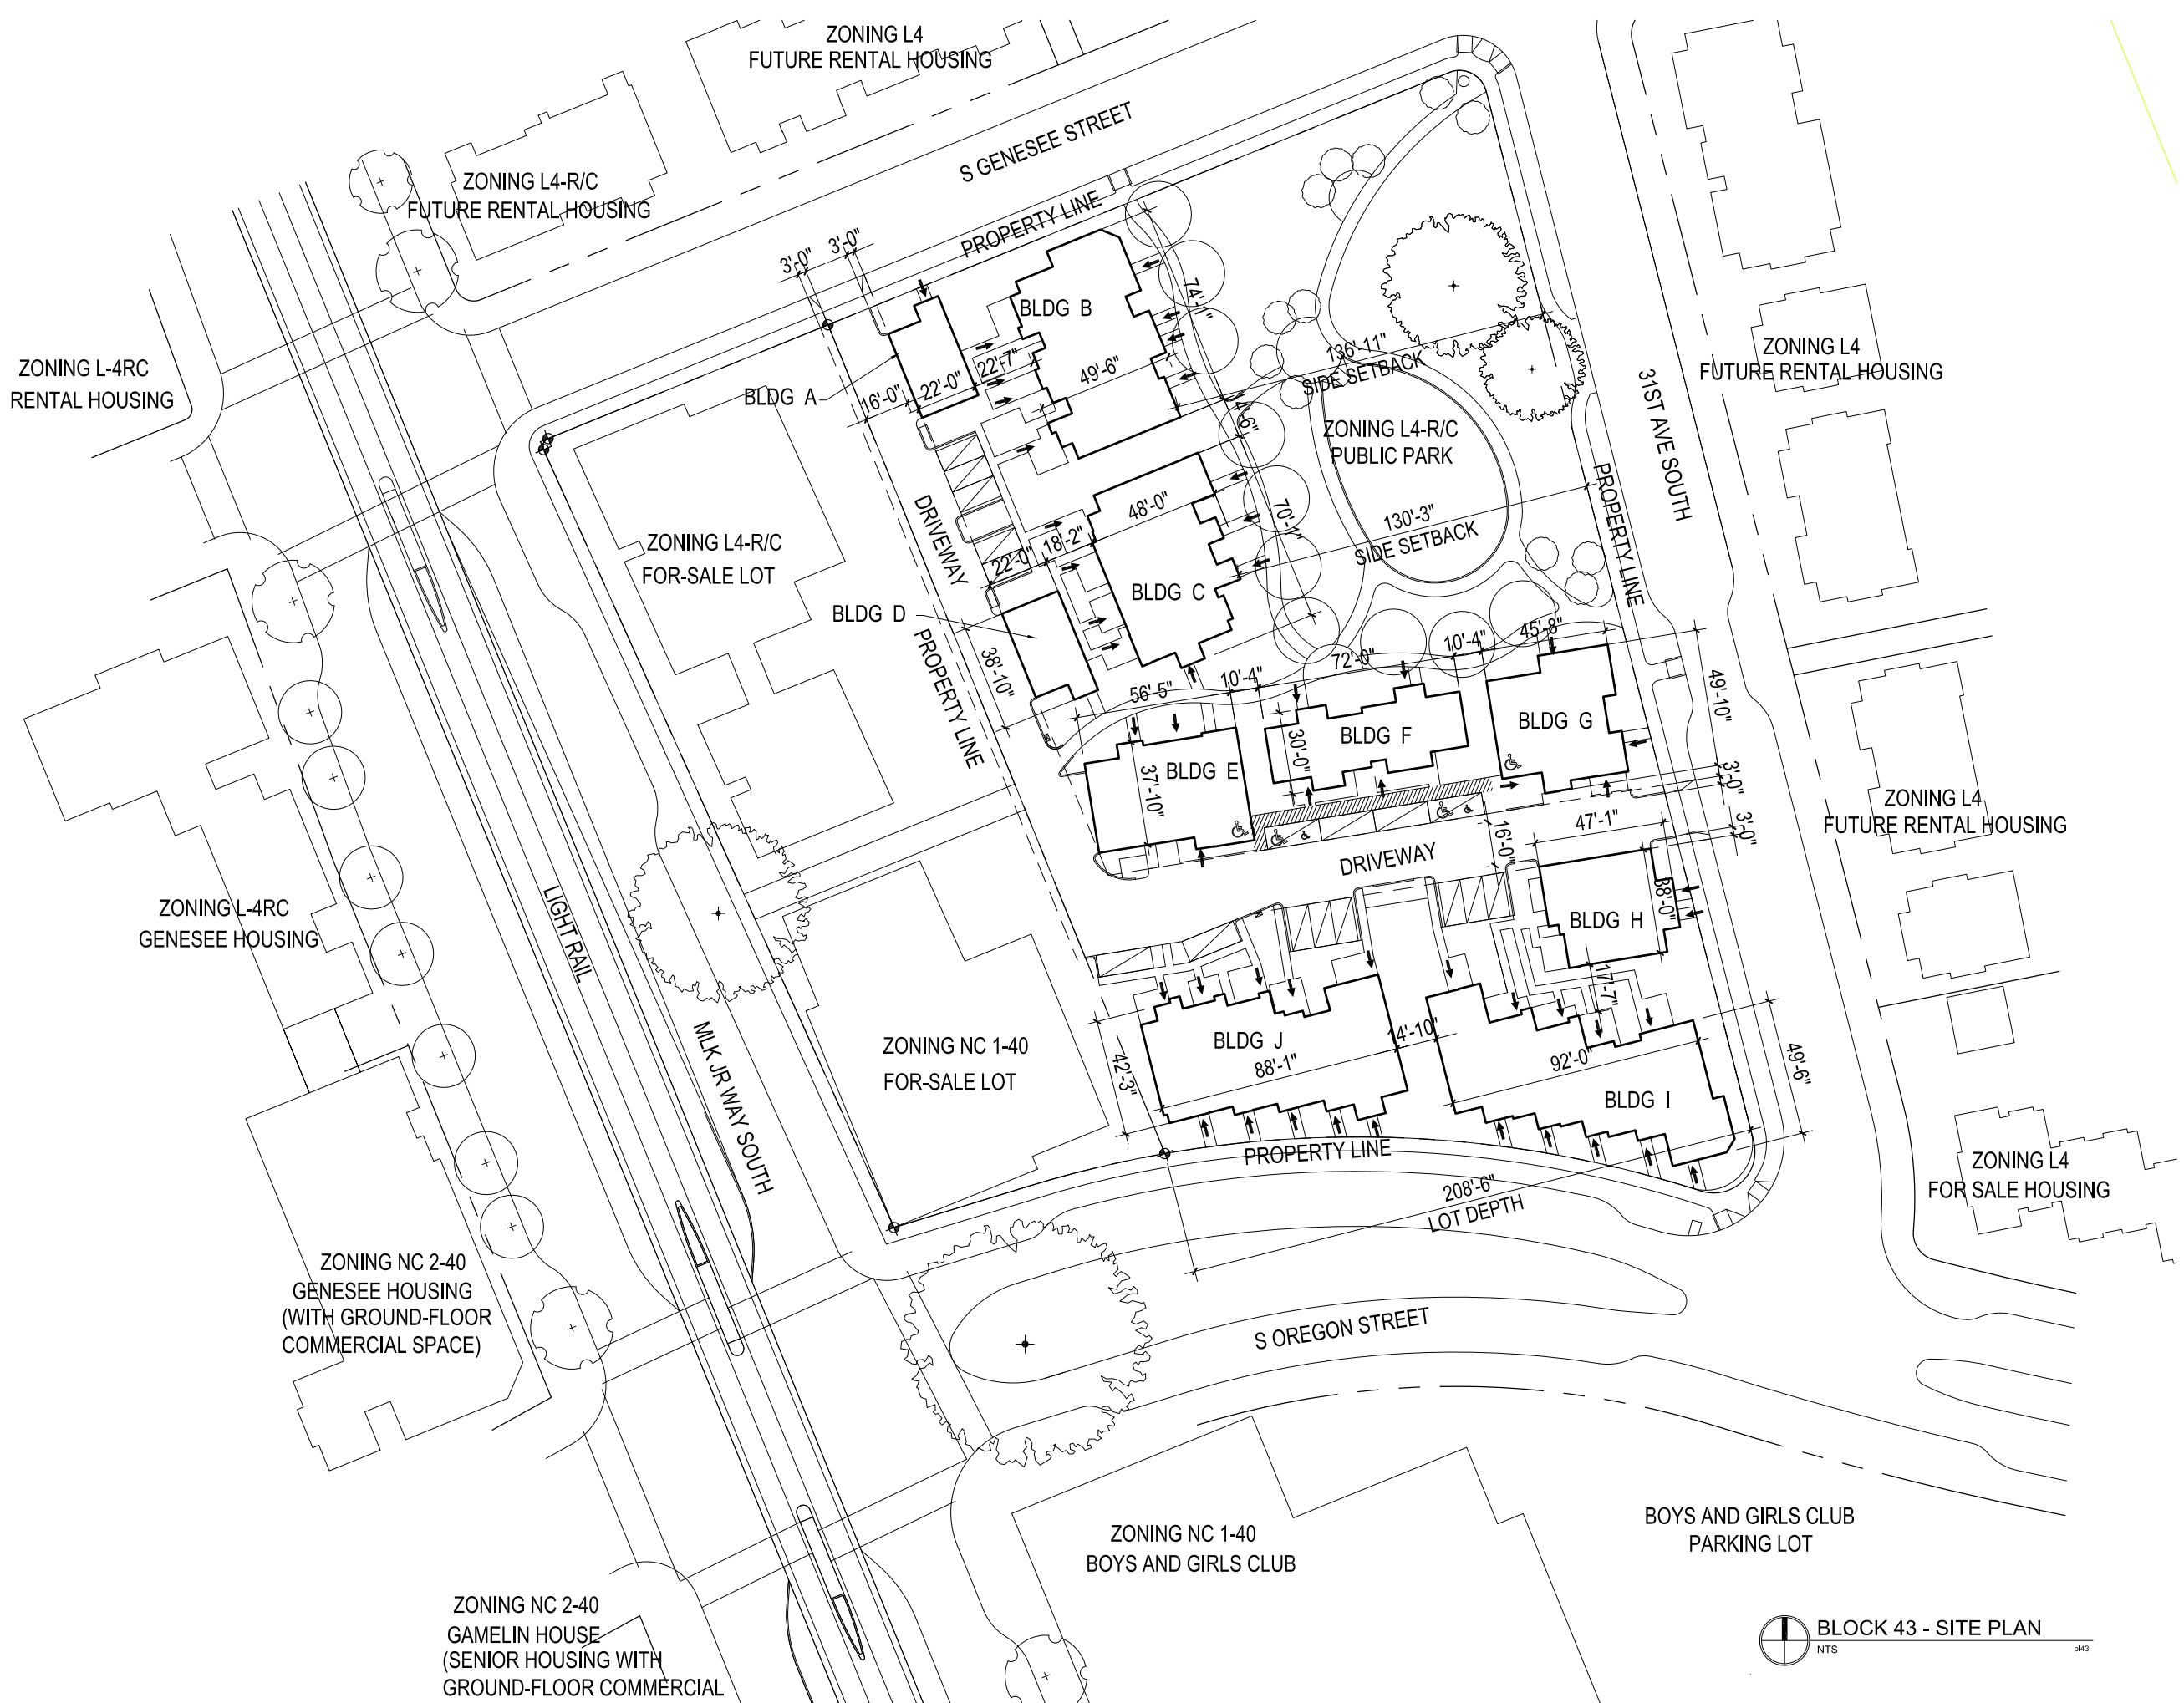 ZONING L4
FUTURE RENTAL HOUSING
S GENESEE STREET
ZONING L4-R/C
FUTURE RENTAL HOUSING
PROPERTY LINE
3'-0"
3'-0"
ZONING L-4RC
RENTAL HOUSING
BLDG A
BLDG B
74'-1"
16'-0"
22'-0"
22'-7"
49'-6"
136'-11"
SIDE SETBACK
4'-6"
ZONING L4-R/C
PUBLIC PARK
31ST AVE SOUTH
ZONING L4
FUTURE RENTAL HOUSING
PROPERTY LINE
130'-3"
SIDE SETBACK
70'-1"
48'-0"
DRIVEWAY
22'-0"
18'-2"
ZONING L4-R/C
FOR-SALE LOT
BLDG C
BLDG D
PROPERTY LINE
38'-10"
56'-5"
10'-4"
72'-0"
10'-4"
45'-8"
49'-10"
BLDG E
37'-10"
BLDG F
30'-0"
BLDG G
3'-0"
3'-0"
47'-1"
16'-0"
DRIVEWAY
ZONING L4
FUTURE RENTAL HOUSING
BLDG H
38'-0"
17'-7"
ZONING L-4RC
GENESEE HOUSING
LIGHT RAIL
MLK JR WAY SOUTH
ZONING NC 1-40
FOR-SALE LOT
BLDG J
88'-1"
42'-3"
14'-10"
92'-0"
BLDG I
49'-6"
PROPERTY LINE
208'-6"
LOT DEPTH
ZONING L4
FOR SALE HOUSING
S OREGON STREET
ZONING NC 2-40
GENESEE HOUSING
(WITH GROUND-FLOOR
COMMERCIAL SPACE)
ZONING NC 1-40
BOYS AND GIRLS CLUB
BOYS AND GIRLS CLUB
PARKING LOT
ZONING NC 2-40
GAMELIN HOUSE
(SENIOR HOUSING WITH
GROUND-FLOOR COMMERCIAL
BLOCK 43 - SITE PLAN
NTS
pl43